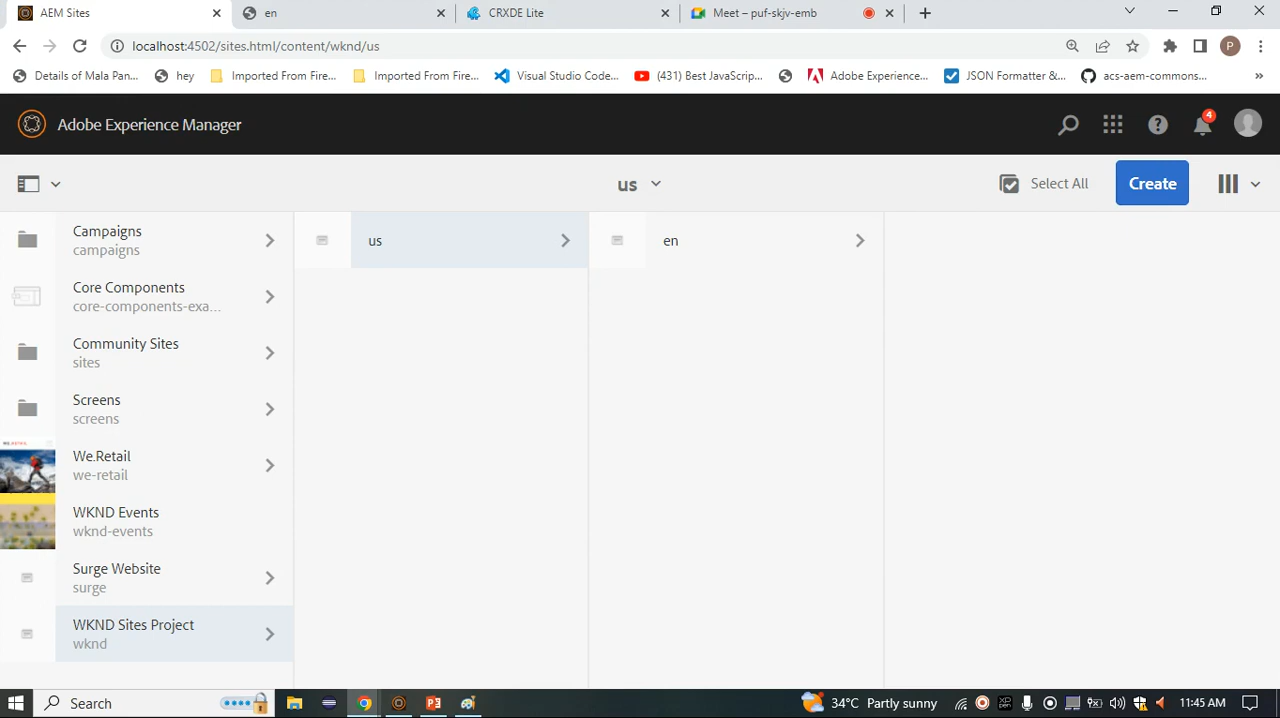 AEM Sites
en
CRXDE Lite
Meet – puf-skjv-emb
localhost:4502/sites.html/content/wknd/us
P
Details of Mala Pan...
hey
Imported From Fire...
Imported From Fire...
Visual Studio Code...
(431) Best JavaScrip...
Adobe Experience...
JSON Formatter &...
acs-aem-commons...
»
Adobe Experience Manager
4
us
Select All
Create
Campaigns
campaigns
us
en
Core Components
core-components-exa...
Community Sites
sites
Screens
screens
We.Retail
we-retail
WKND Events
wknd-events
Surge Website
surge
WKND Sites Project
wknd
Search
34°C Partly sunny
11:45 AM